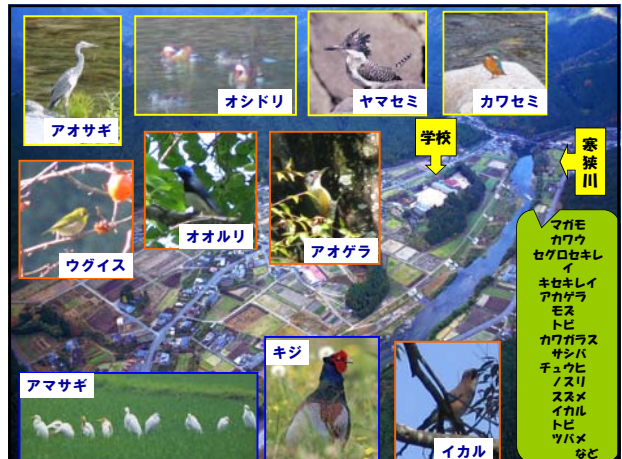 アオサギ
オシドリ
ヤマセミ
カワセミ
学校
寒狭川
ウグイス
オオルリ
アオゲラ
マガモ
カワウ
セグロセキレ
イ
キセキレイ
アカゲラ
モズ
トビ
カワガラス
サシバ
チュウヒ
ノスリ
スズメ
イカル
トビ
ツバメ
など
アマサギ
キジ
イカル